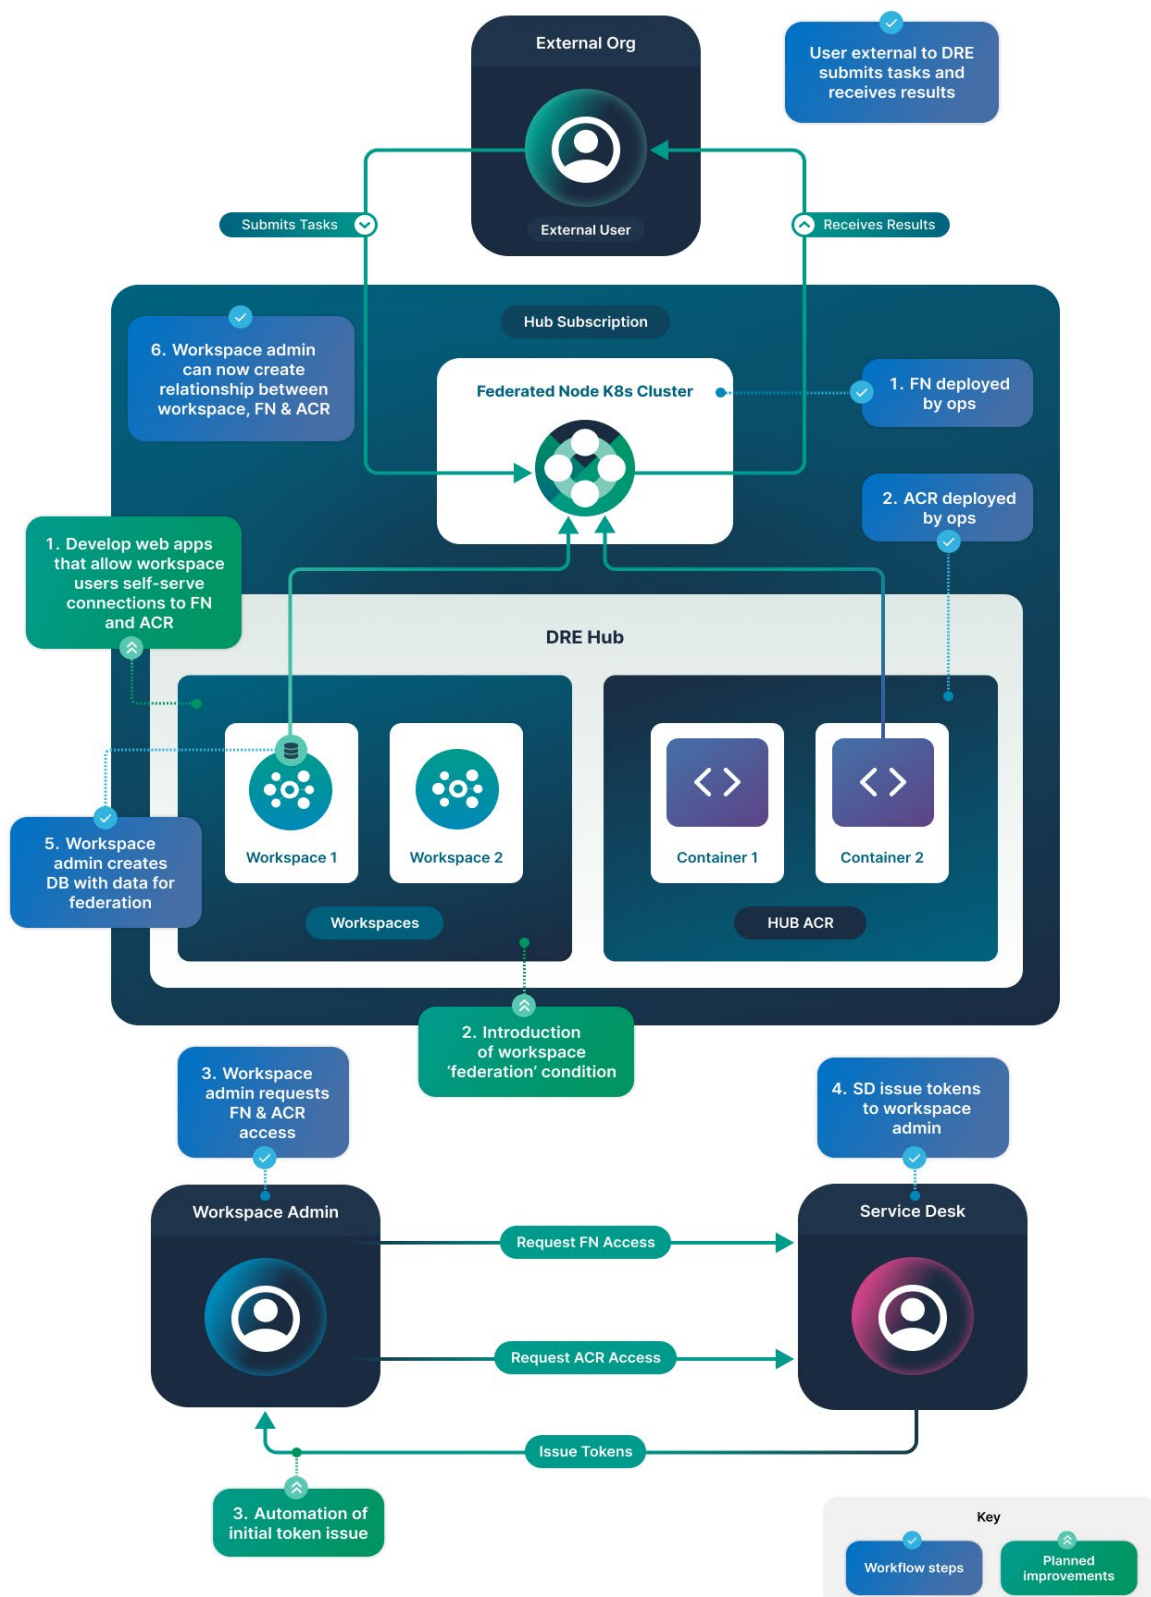 External Org
User external to DRE
submits tasks and
receives results
External User
Submits Tasks
Receives Results
Hub Subscription
6. Workspace admin
can now create
relationship between
workspace, FN & ACR
Federated Node K8s Cluster
1. FN deployed
by ops
2. ACR deployed
by ops
1. Develop web apps
that allow workspace
users self-serve
connections to FN
and ACR
DRE Hub
Workspace 1
Workspace 2
Container 1
Container 2
5. Workspace
admin creates
DB with data for
federation
Workspaces
HUB ACR
2. Introduction
of workspace
‘federation’ condition
3. Workspace
admin requests
FN & ACR
access
4. SD issue tokens
to workspace
admin
Workspace Admin
Service Desk
Request FN Access
Request ACR Access
Issue Tokens
3. Automation of
initial token issue
Key
Workflow steps
Planned
improvements